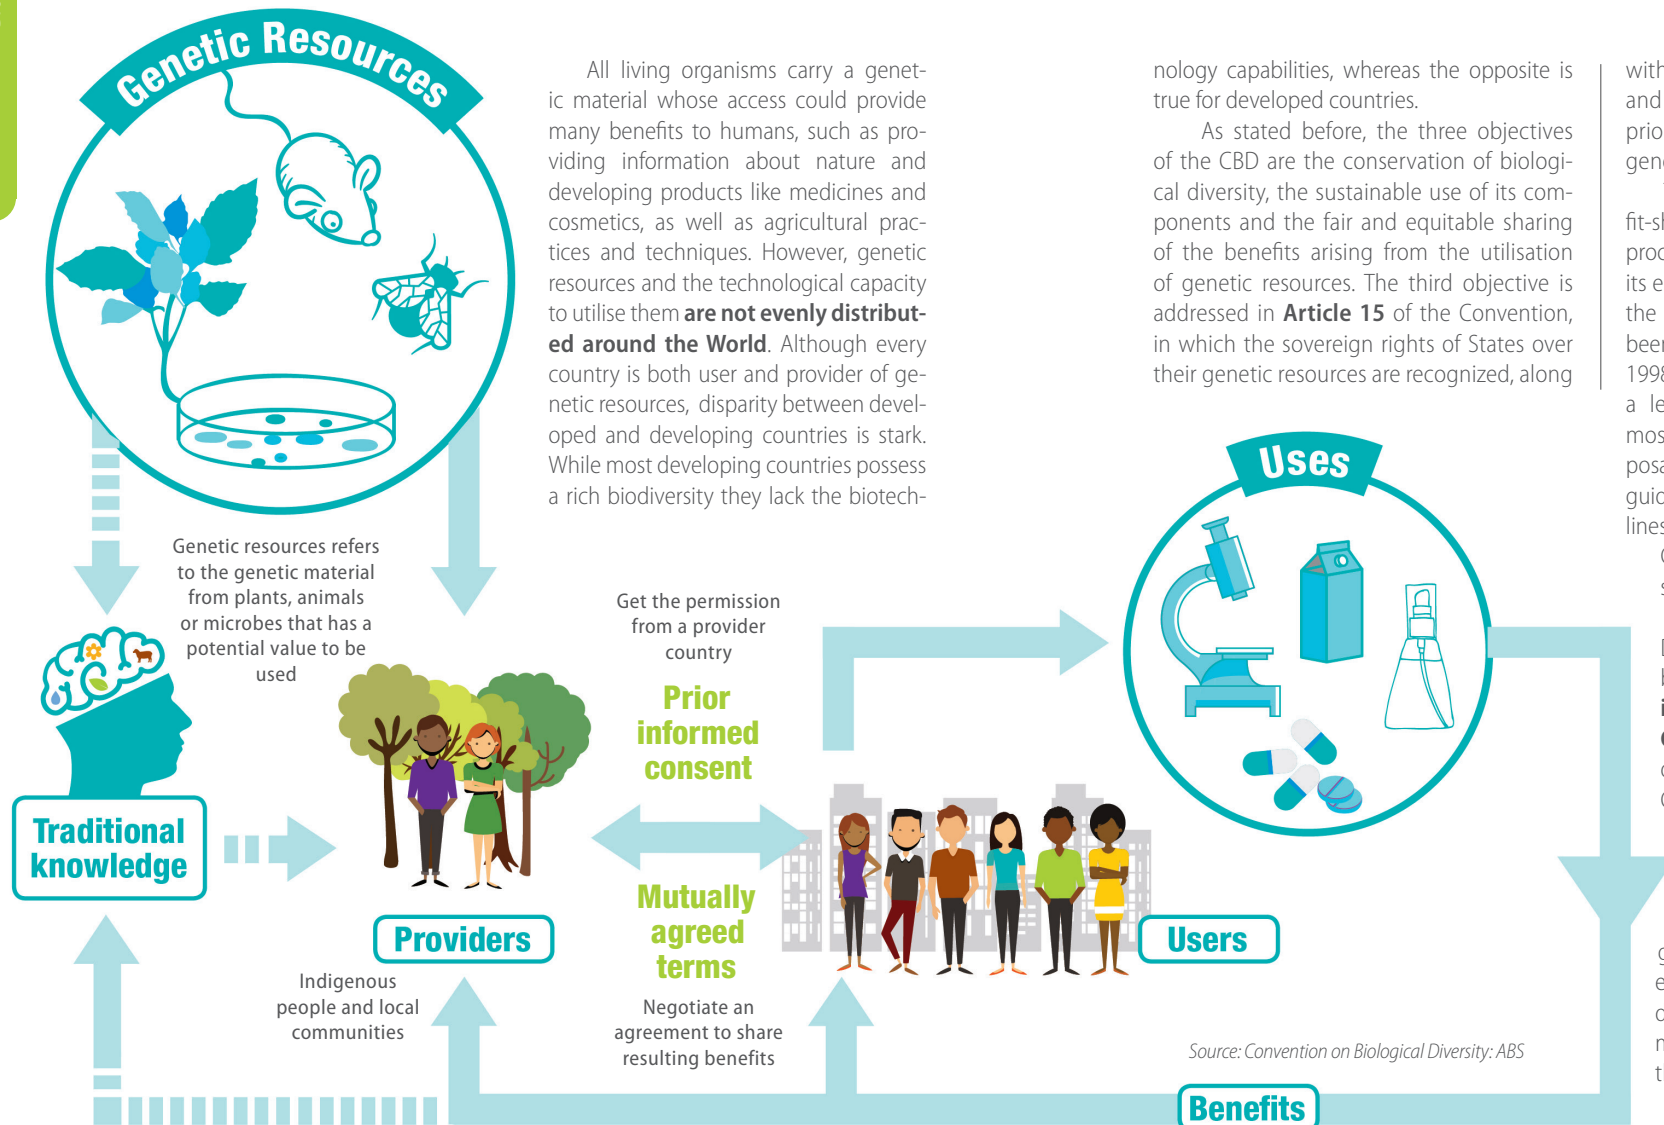 Genetic Resources
All living organisms carry a genet-
ic material whose access could provide
many benefits to humans, such as pro-
viding information about nature and
developing products like medicines and
cosmetics, as well as agricultural prac-
tices and techniques. However, genetic
resources and the technological capacity
to utilise them are not evenly distribut-
ed around the World. Although every
country is both user and provider of ge-
netic resources, disparity between devel-
oped and developing countries is stark.
While most developing countries possess
a rich biodiversity they lack the biotech-
nology capabilities, whereas the opposite is
true for developed countries.
As stated before, the three objectives
of the CBD are the conservation of biologi-
cal diversity, the sustainable use of its com-
ponents and the fair and equitable sharing
of the benefits arising from the utilisation
of genetic resources. The third objective is
addressed in Article 15 of the Convention,
in which the sovereign rights of States over
their genetic resources are recognized, along
with
and
the
a
Genetic resources refers
to the genetic material
from plants, animals
or microbes that has a
potential value to be
used
Traditional
knowledge
Providers
Indigenous
people and local
communities
Get the permission
from a provider
country
Prior
informed
consent
Mutually
agreed
terms
Negotiate an
agreement to share
resulting benefits
Uses
Users
Source: Convention on Biological Diversity: ABS
Benefits